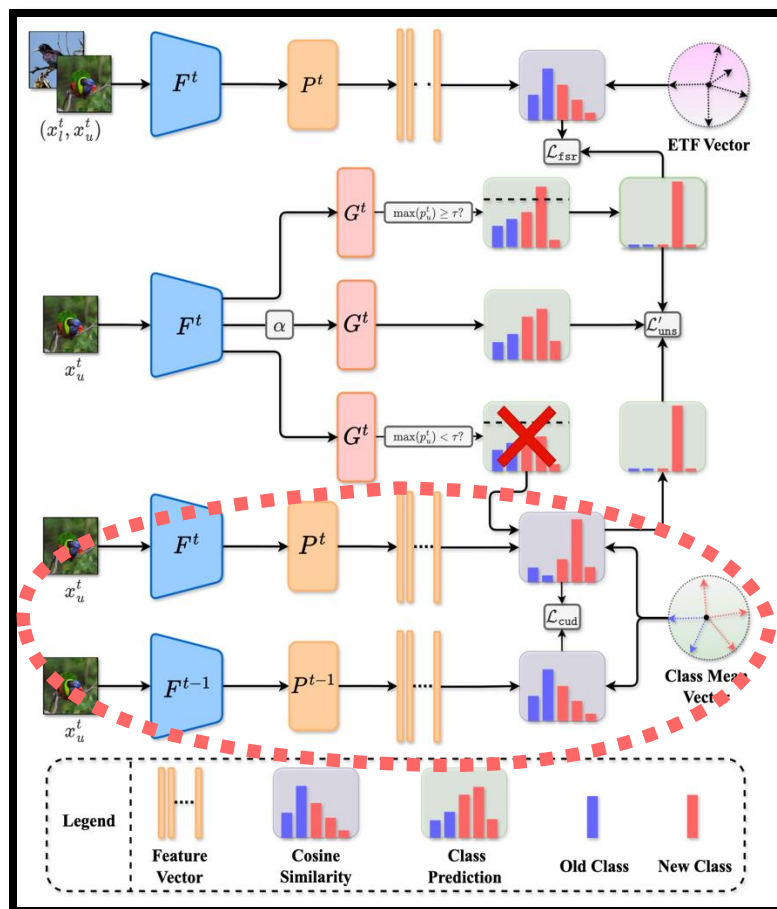 F^t
P^t
(x_l^t, x_u^t)
ETF Vector
L_fsr
G^t
max(p_u^t) ≥ τ?
F^t
α
G^t
L'_uns
x_u^t
G^t
max(p_u^t) < τ?
F^t
P^t
x_u^t
L_cud
Class Mean
Vector
F^{t-1}
P^{t-1}
x_u^t
Legend
Feature
Vector
Cosine
Similarity
Class
Prediction
Old Class
New Class